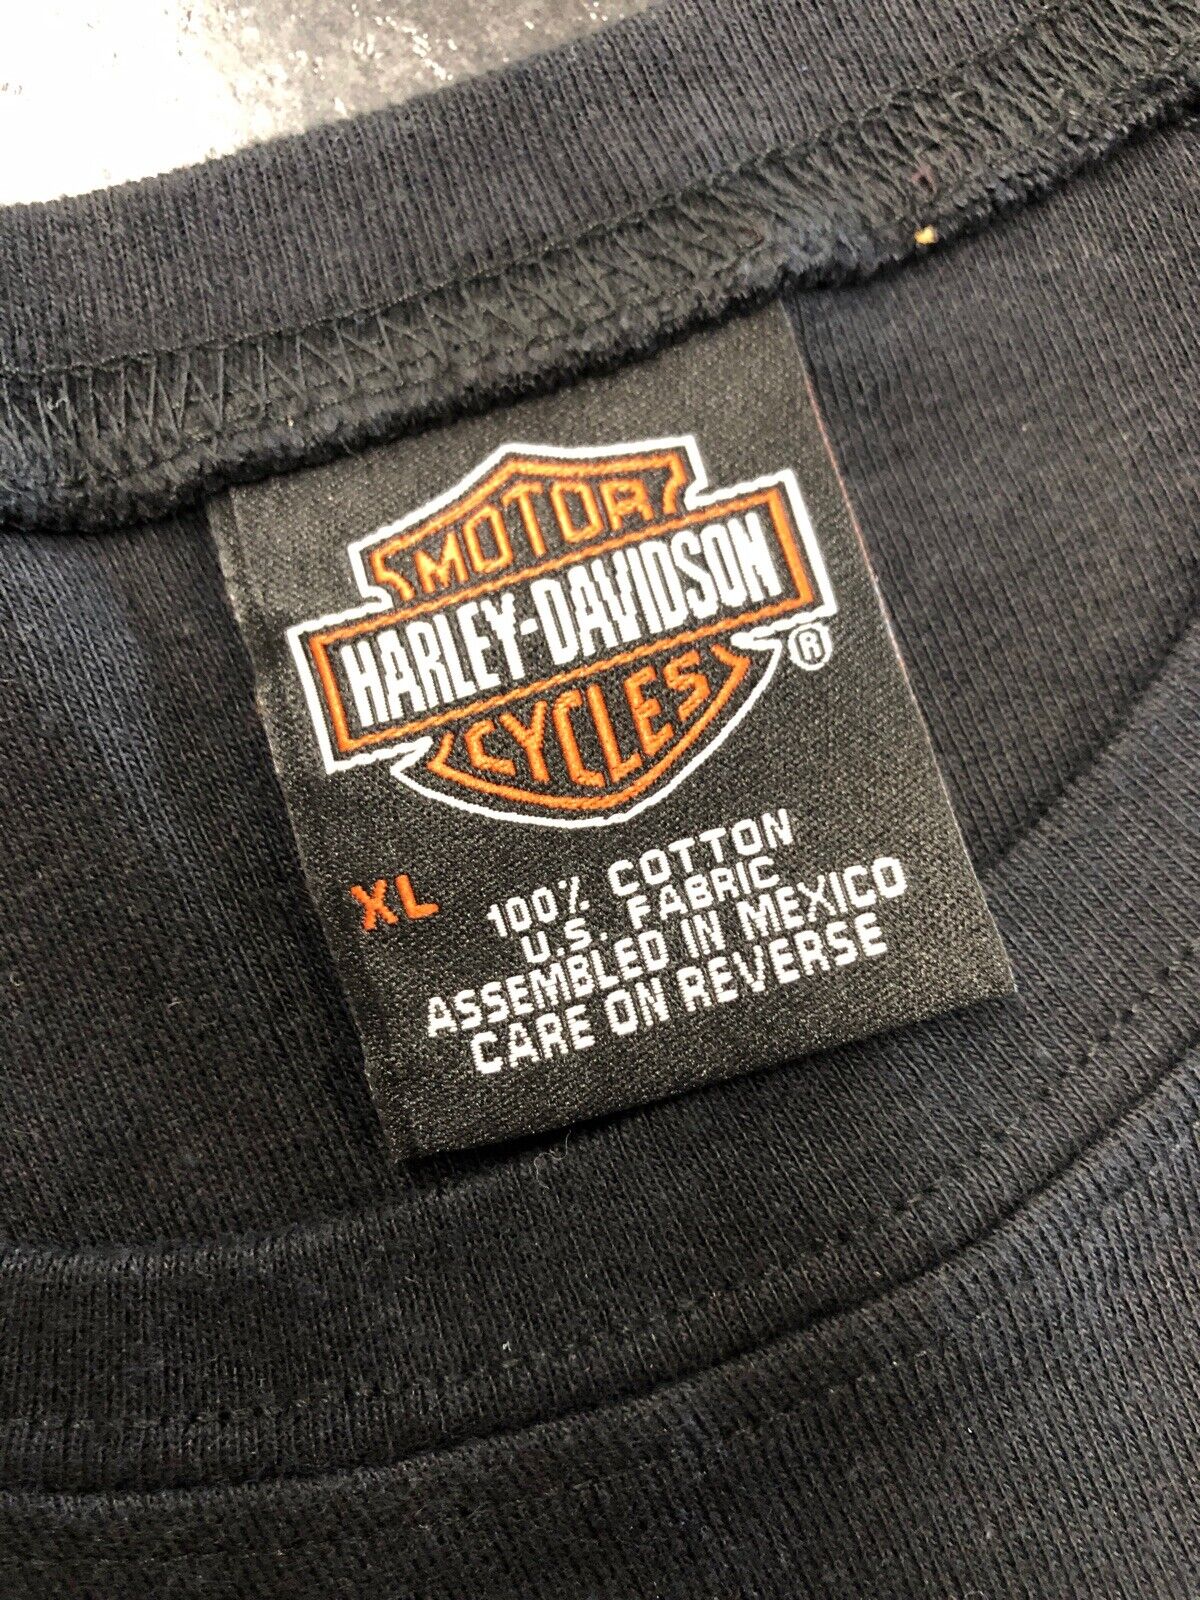 MOTOR
HARLEY-DAVIDSON
CYCLES
®
XL
100% COTTON
U.S. FABRIC
ASSEMBLED IN MEXICO
CARE ON REVERSE